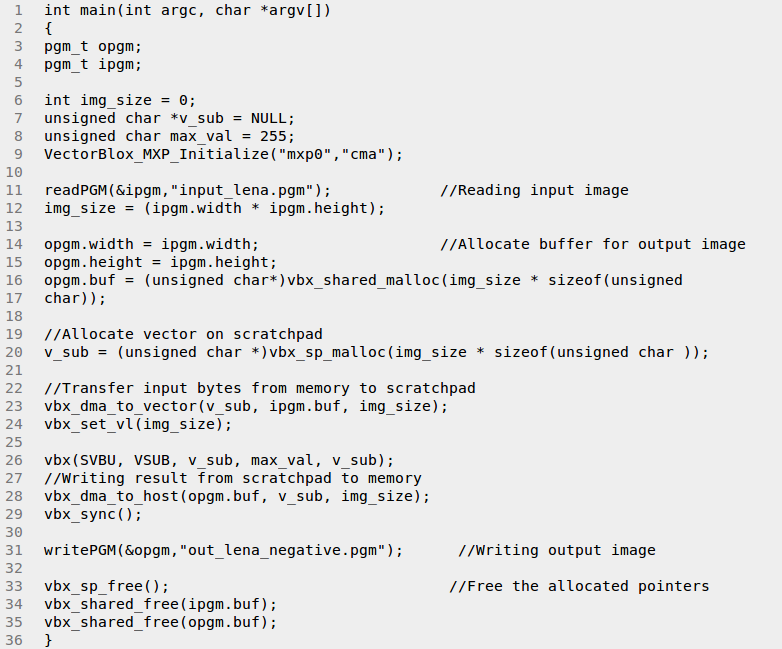 1 int main(int argc, char *argv[])
2 {
3 pgm_t opgm;
4 pgm_t ipgm;
5
6 int img_size = 0;
7 unsigned char *v_sub = NULL;
8 unsigned char max_val = 255;
9 VectorBlox_MXP_Initialize("mxp0","cma");
10
11 readPGM(&ipgm,"input_lena.pgm"); //Reading input image
12 img_size = (ipgm.width * ipgm.height);
13
14 opgm.width = ipgm.width; //Allocate buffer for output image
15 opgm.height = ipgm.height;
16 opgm.buf = (unsigned char*)vbx_shared_malloc(img_size * sizeof(unsigned
17 char));
18
19 //Allocate vector on scratchpad
20 v_sub = (unsigned char *)vbx_sp_malloc(img_size * sizeof(unsigned char ));
21
22 //Transfer input bytes from memory to scratchpad
23 vbx_dma_to_vector(v_sub, ipgm.buf, img_size);
24 vbx_set_vl(img_size);
25
26 vbx(SVBU, VSUB, v_sub, max_val, v_sub);
27 //Writing result from scratchpad to memory
28 vbx_dma_to_host(opgm.buf, v_sub, img_size);
29 vbx_sync();
30
31 writePGM(&opgm,"out_lena_negative.pgm"); //Writing output image
32
33 vbx_sp_free(); //Free the allocated pointers
34 vbx_shared_free(ipgm.buf);
35 vbx_shared_free(opgm.buf);
36 }